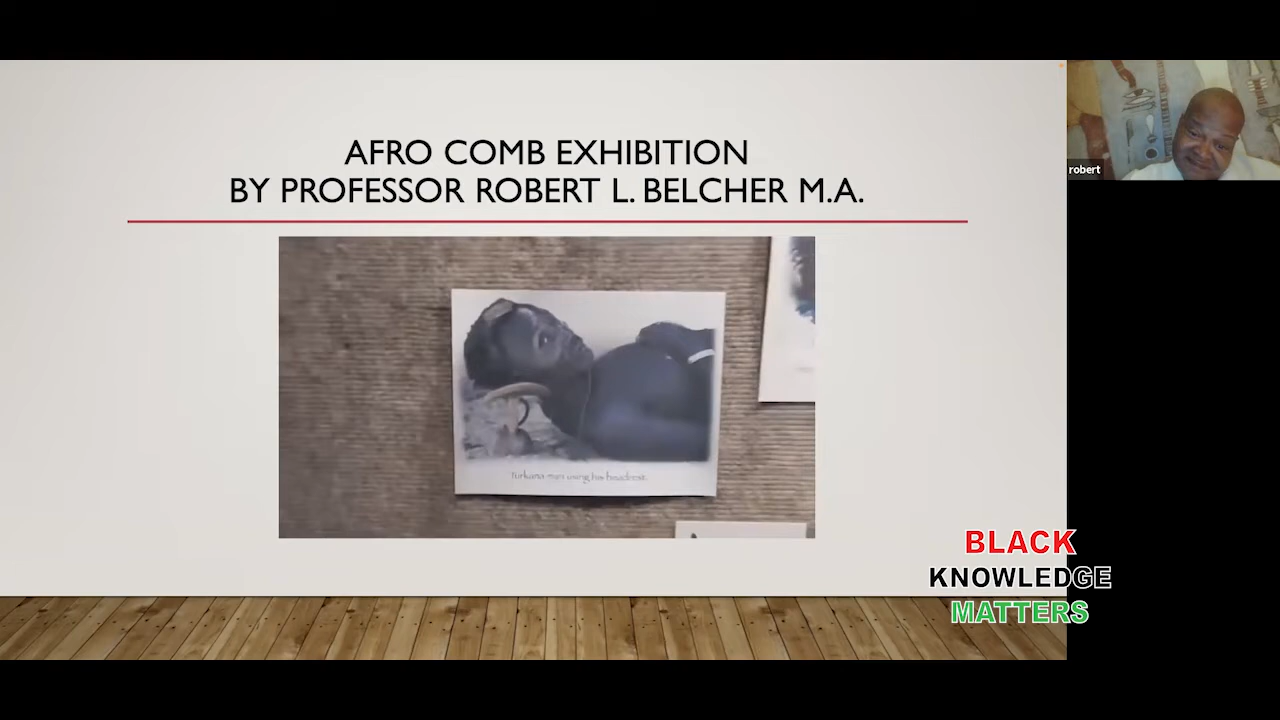 AFRO COMB EXHIBITION
BY PROFESSOR ROBERT L. BELCHER M.A.
robert
Turkana man using his headrest.
BLACK
KNOWLEDGE
MATTERS